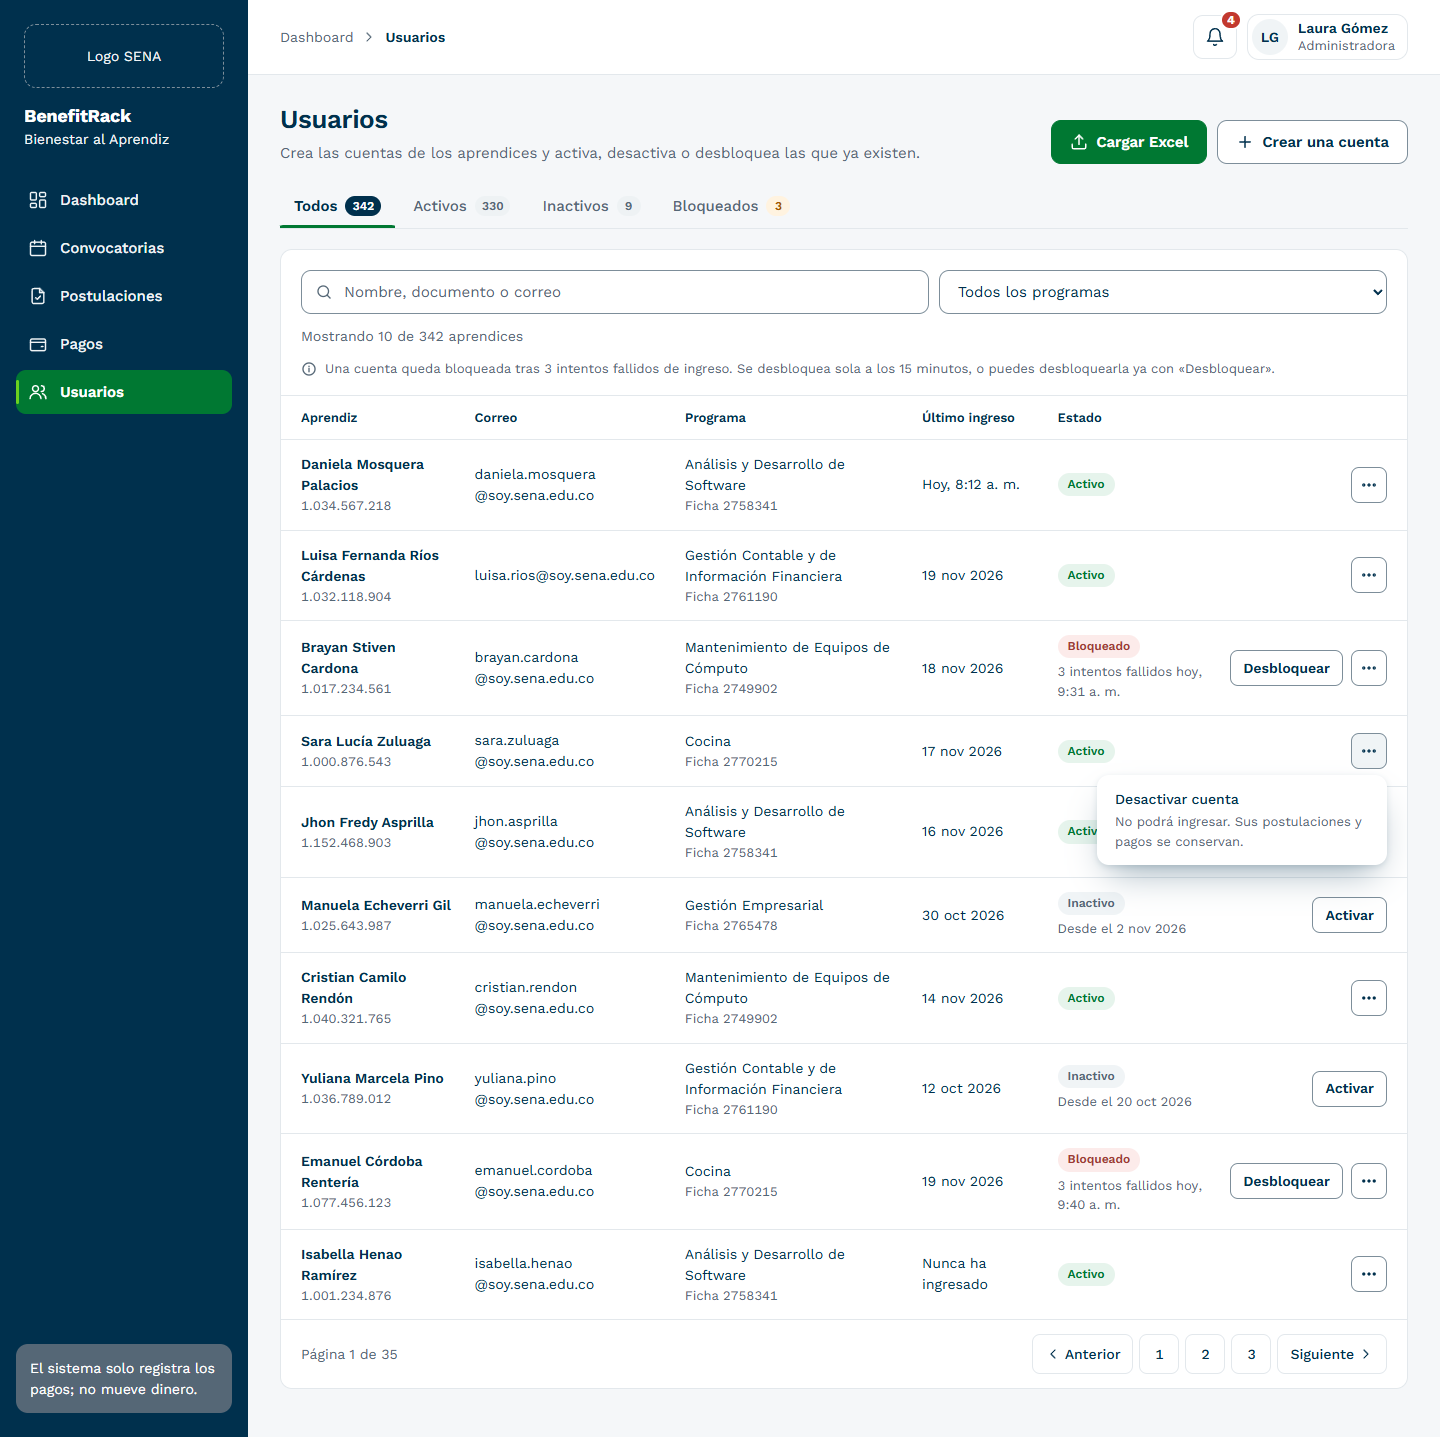 Logo SENA
BenefitRack
Bienestar al Aprendiz
Dashboard
Convocatorias
Postulaciones
Pagos
Usuarios
El sistema solo registra los
pagos; no mueve dinero.
Dashboard > Usuarios
4
LG
Laura Gómez
Administradora
Usuarios
Crea las cuentas de los aprendices y activa, desactiva o desbloquea las que ya existen.
Cargar Excel
Crear una cuenta
Todos 342
Activos 330
Inactivos 9
Bloqueados 3
Nombre, documento o correo
Todos los programas
Mostrando 10 de 342 aprendices
Una cuenta queda bloqueada tras 3 intentos fallidos de ingreso. Se desbloquea sola a los 15 minutos, o puedes desbloquearla ya con «Desbloquear».
Aprendiz Correo Programa Último ingreso Estado
Daniela Mosquera
Palacios
1.034.567.218
daniela.mosquera
@soy.sena.edu.co
Análisis y Desarrollo de
Software
Ficha 2758341
Hoy, 8:12 a. m.
Activo
Luisa Fernanda Ríos
Cárdenas
1.032.118.904
luisa.rios@soy.sena.edu.co
Gestión Contable y de
Información Financiera
Ficha 2761190
19 nov 2026
Activo
Brayan Stiven
Cardona
1.017.234.561
brayan.cardona
@soy.sena.edu.co
Mantenimiento de Equipos de
Cómputo
Ficha 2749902
18 nov 2026
Bloqueado
3 intentos fallidos hoy,
9:31 a. m.
Desbloquear
Sara Lucía Zuluaga
1.000.876.543
sara.zuluaga
@soy.sena.edu.co
Cocina
Ficha 2770215
17 nov 2026
Activo
Desactivar cuenta
No podrá ingresar. Sus postulaciones y
pagos se conservan.
Jhon Fredy Asprilla
1.152.468.903
jhon.asprilla
@soy.sena.edu.co
Análisis y Desarrollo de
Software
Ficha 2758341
16 nov 2026
Activ
Manuela Echeverri Gil
1.025.643.987
manuela.echeverri
@soy.sena.edu.co
Gestión Empresarial
Ficha 2765478
30 oct 2026
Inactivo
Desde el 2 nov 2026
Activar
Cristian Camilo
Rendón
1.040.321.765
cristian.rendon
@soy.sena.edu.co
Mantenimiento de Equipos de
Cómputo
Ficha 2749902
14 nov 2026
Activo
Yuliana Marcela Pino
1.036.789.012
yuliana.pino
@soy.sena.edu.co
Gestión Contable y de
Información Financiera
Ficha 2761190
12 oct 2026
Inactivo
Desde el 20 oct 2026
Activar
Emanuel Córdoba
Rentería
1.077.456.123
emanuel.cordoba
@soy.sena.edu.co
Cocina
Ficha 2770215
19 nov 2026
Bloqueado
3 intentos fallidos hoy,
9:40 a. m.
Desbloquear
Isabella Henao
Ramírez
1.001.234.876
isabella.henao
@soy.sena.edu.co
Análisis y Desarrollo de
Software
Ficha 2758341
Nunca ha
ingresado
Activo
Página 1 de 35
Anterior 1 2 3 Siguiente